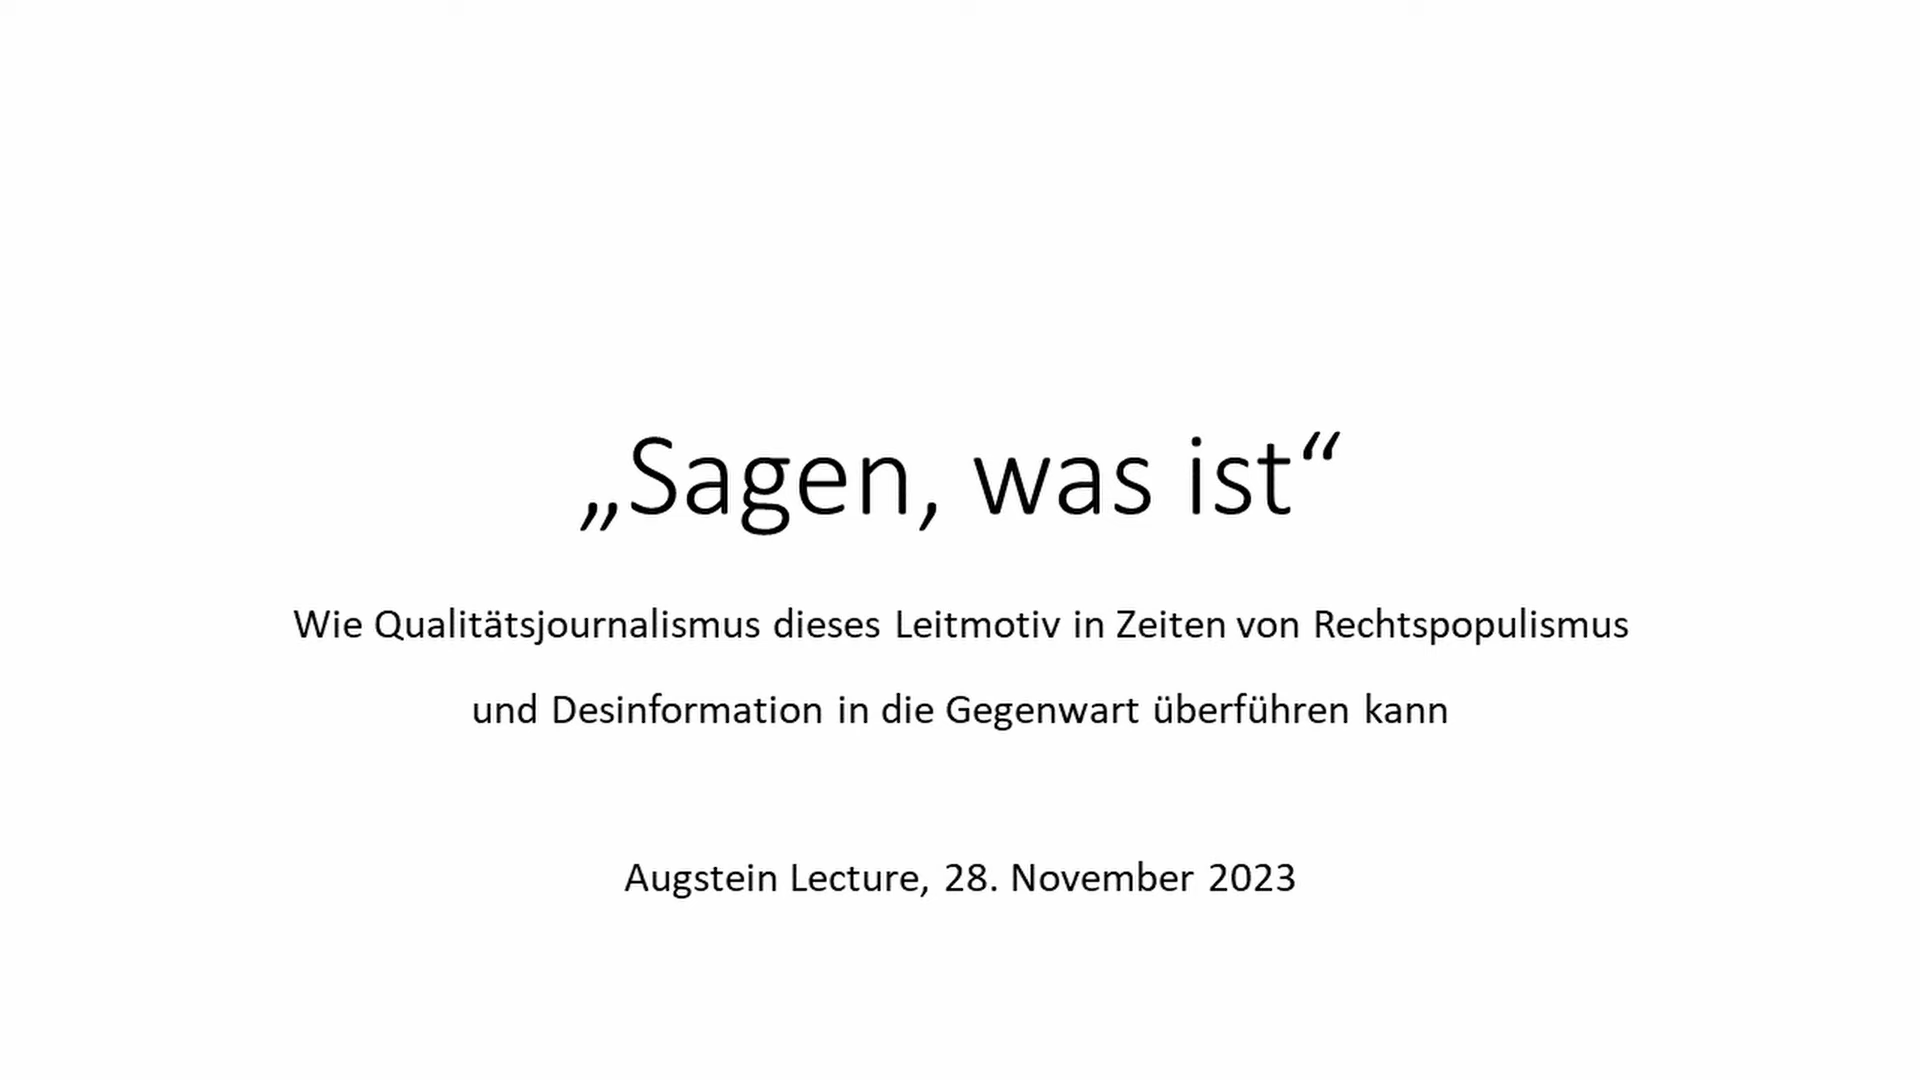 „Sagen, was ist“
Wie Qualitätsjournalismus dieses Leitmotiv in Zeiten von Rechtspopulismus
und Desinformation in die Gegenwart überführen kann
Augstein Lecture, 28. November 2023